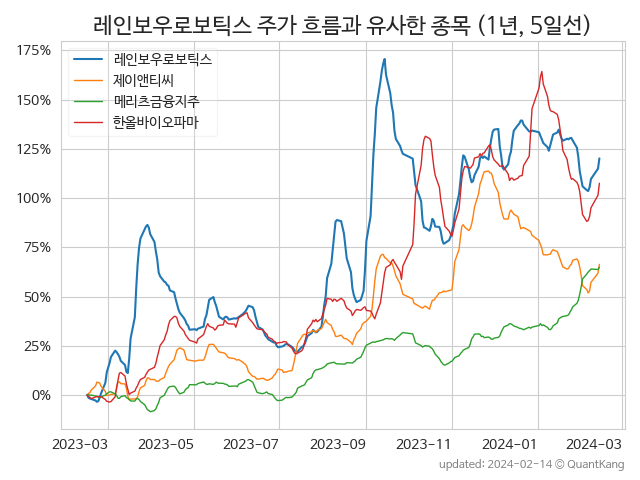 레인보우로보틱스 주가 흐름과 유사한 종목 (1년, 5일선)
175%
150%
125%
100%
75%
50%
25%
0%
레인보우로보틱스
제이앤티씨
메리츠금융지주
한올바이오파마
2023-03
2023-05
2023-07
2023-09
2023-11
2024-01
2024-03
updated: 2024-02-14 © QuantKang